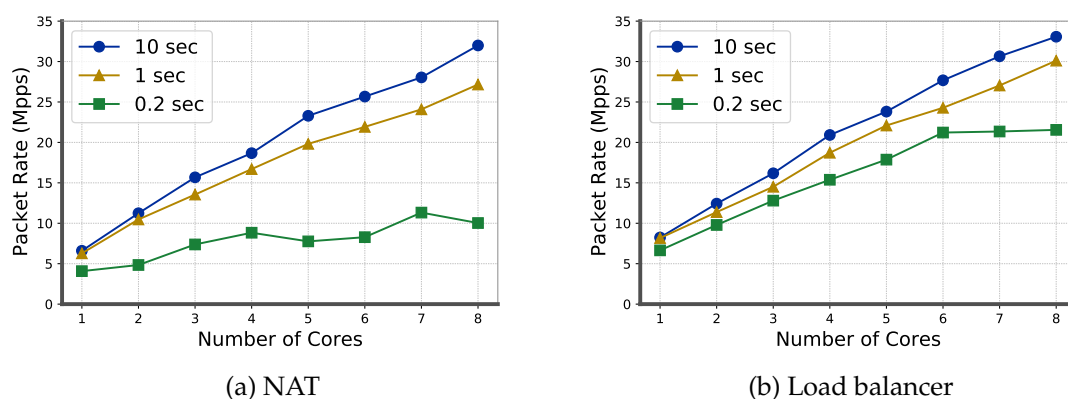 35
30
25
20
15
10
5
0
Packet Rate (Mpps)
10 sec
1 sec
0.2 sec
1 2 3 4 5 6 7 8
Number of Cores
(a) NAT
35
30
25
20
15
10
5
0
Packet Rate (Mpps)
10 sec
1 sec
0.2 sec
1 2 3 4 5 6 7 8
Number of Cores
(b) Load balancer